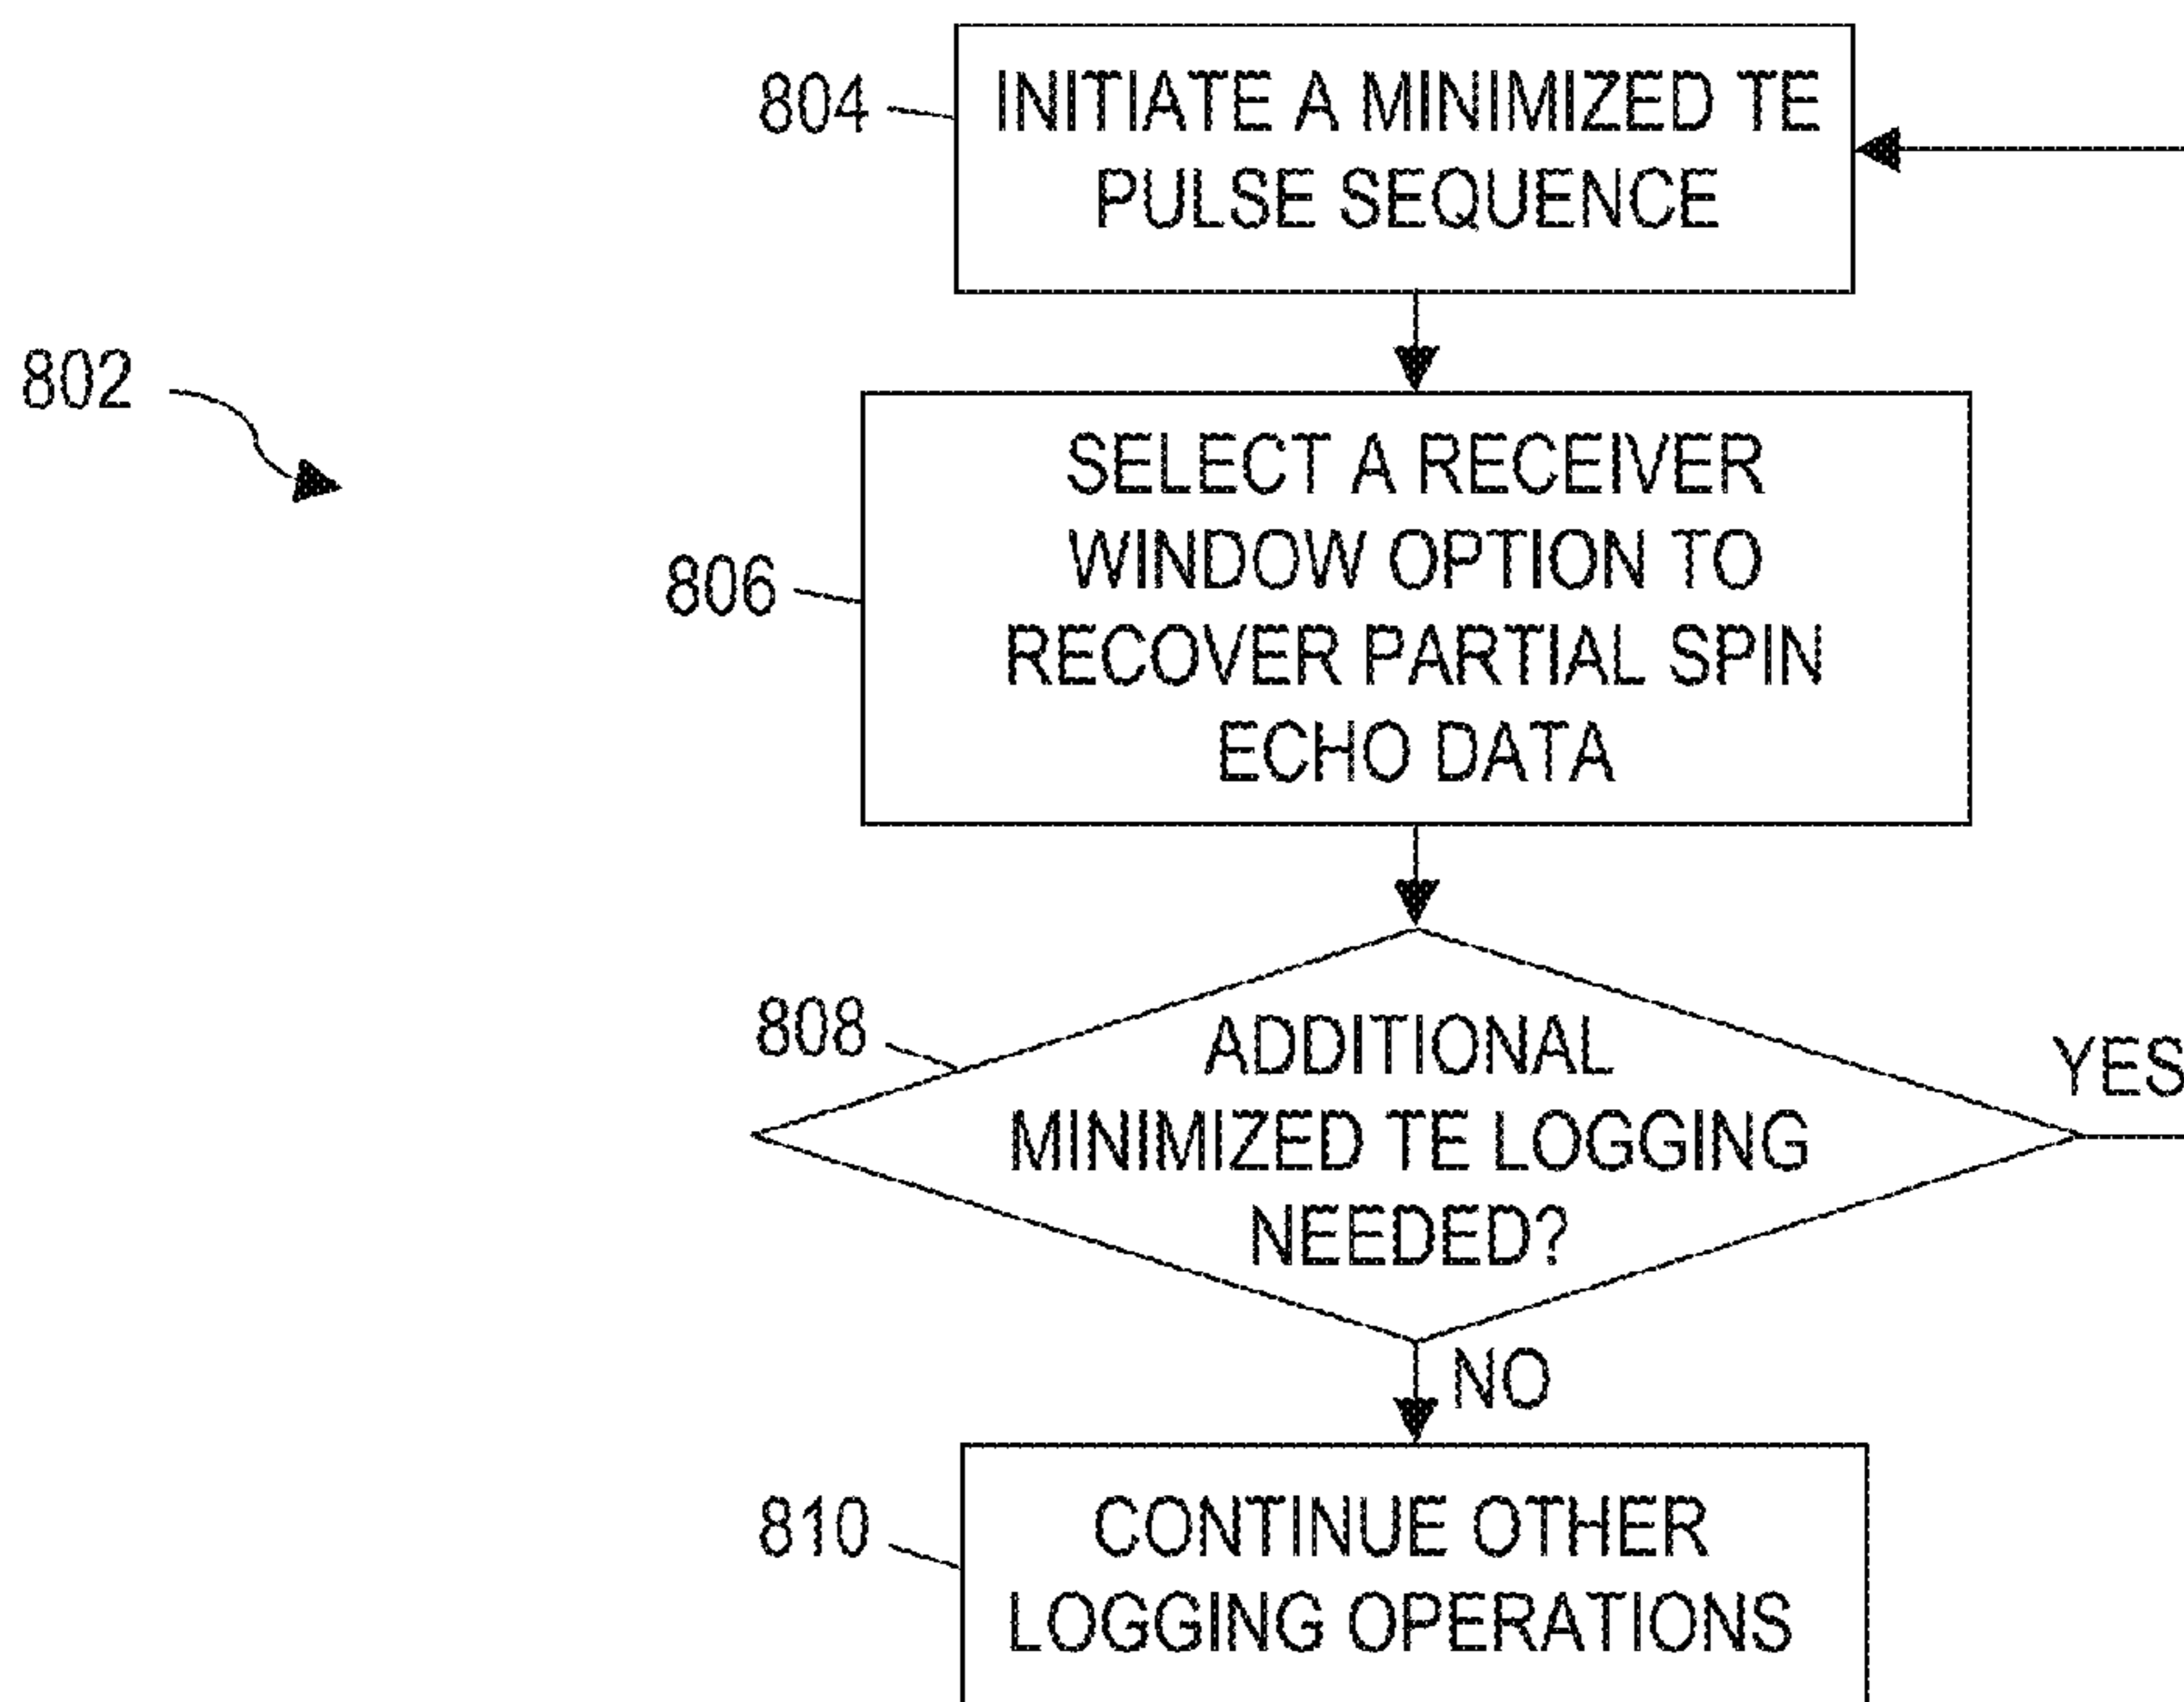 804
INITIATE A MINIMIZED TE
PULSE SEQUENCE
802
806
SELECT A RECEIVER
WINDOW OPTION TO
RECOVER PARTIAL SPIN
ECHO DATA
808
ADDITIONAL
MINIMIZED TE LOGGING
NEEDED?
YES
NO
810
CONTINUE OTHER
LOGGING OPERATIONS